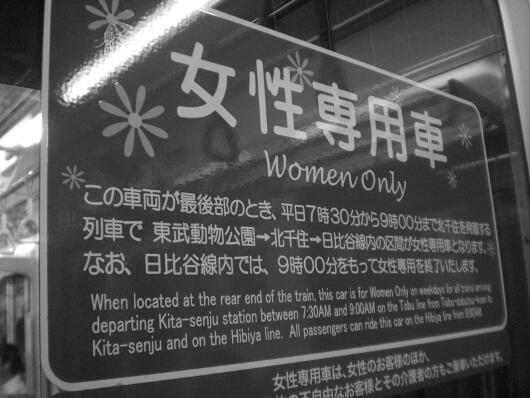 女性専用車
Women Only
この車両が最後部のとき、平日7時30分から9時00分まで北千住を発着する
列車で 東武動物公園→北千住→日比谷線内の区間が女性専用車となります。
なお、日比谷線内では、9時00分をもって女性専用を終了いたします。
When located at the rear end of the train, this car is for Women Only on weekdays for all trains arriving/
departing Kita-senju station between 7:30AM and 9:00AM on the Tobu line from Tobu-dobutsu-koen to
Kita-senju and on the Hibiya line. All passengers can ride this car on the Hibiya line from 9:00AM.
女性専用車は、女性のお客様のほか、
不自由なお客様とその介護者の方もご乗車いただけます。